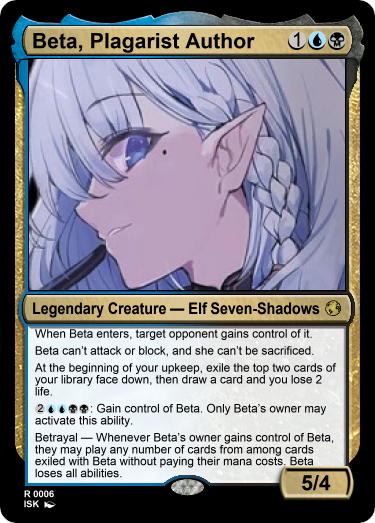 Beta, Plagarist Author 1
Legendary Creature — Elf Seven-Shadows
When Beta enters, target opponent gains control of it.
Beta can't attack or block, and she can't be sacrificed.
At the beginning of your upkeep, exile the top two cards of
your library face down, then draw a card and you lose 2
life.
2: Gain control of Beta. Only Beta's owner may
activate this ability.
Betrayal — Whenever Beta's owner gains control of Beta,
they may play any number of cards from among cards
exiled with Beta without paying their mana costs. Beta
loses all abilities.
5/4
R 0006
ISK